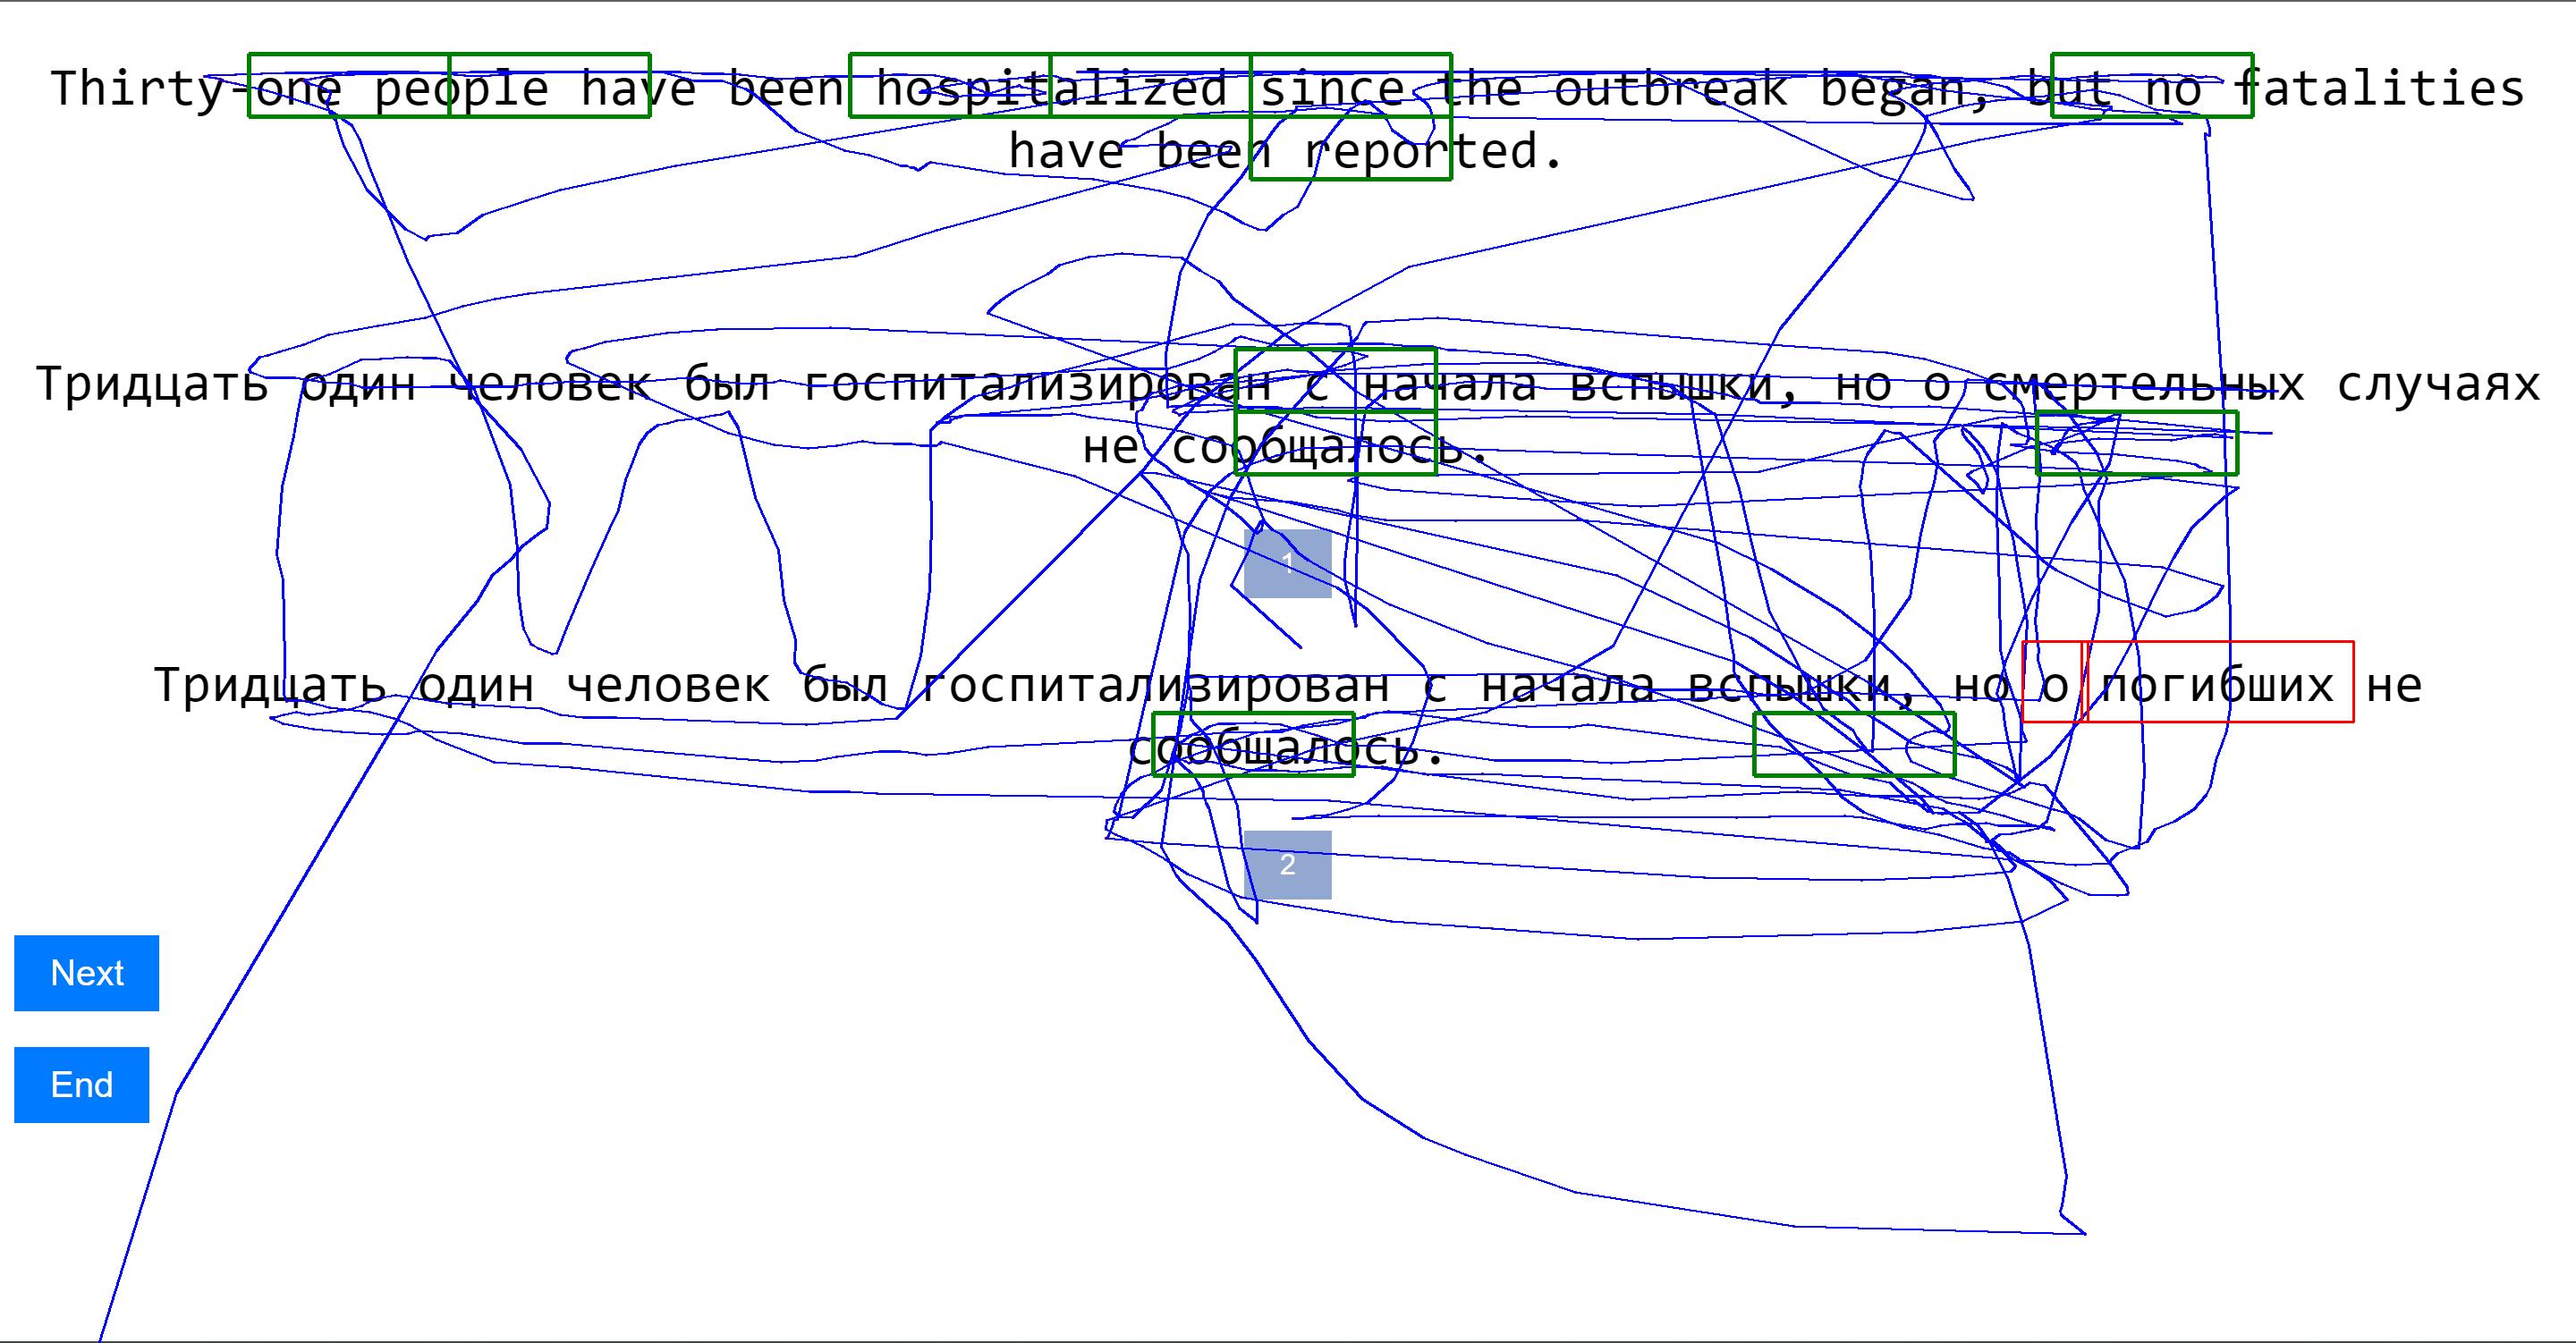 Thirty-one people have been hospitalized since the outbreak began, but no fatalities
have been reported.
Тридцать один человек был госпитализирован с начала вспышки, но о смертельных случаях
не сообщалось.
1
Тридцать один человек был госпитализирован с начала вспышки, но о погибших не
сообщалось.
2
Next
End